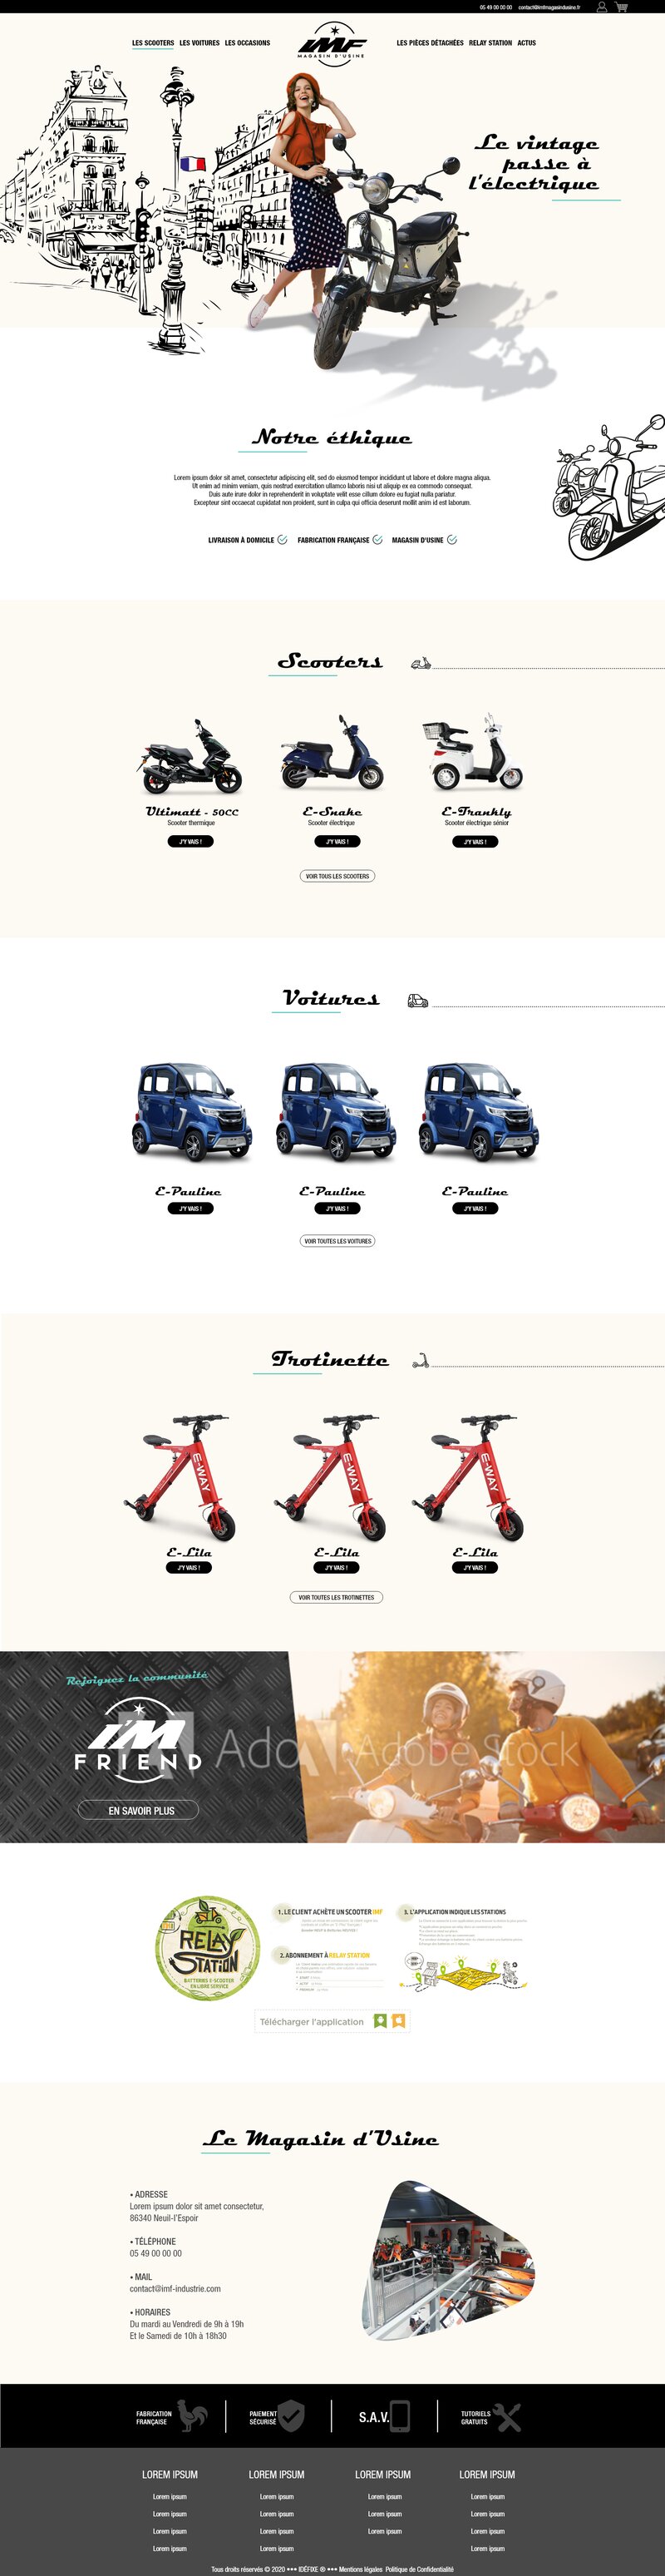 05 49 00 00 00 contact@imfmagasindusine.fr
LES SCOOTERS LES VOITURES LES OCCASIONS
IMF
MAGASIN D'USINE
LES PIÈCES DÉTACHÉES RELAY STATION ACTUS
Le vintage
passe à
l'électrique
Notre éthique
Lorem ipsum dolor sit amet, consectetur adipiscing elit, sed do eiusmod tempor incididunt ut labore et dolore magna aliqua.
Ut enim ad minim veniam, quis nostrud exercitation ullamco laboris nisi ut aliquip ex ea commodo consequat.
Duis aute irure dolor in reprehenderit in voluptate velit esse cillum dolore eu fugiat nulla pariatur.
Excepteur sint occaecat cupidatat non proident, sunt in culpa qui officia deserunt mollit anim id est laborum.
LIVRAISON À DOMICILE FABRICATION FRANÇAISE MAGASIN D'USINE
Scooters
Ultimatt - 50CC
Scooter thermique
J'Y VAIS !
E-Snake
Scooter électrique
J'Y VAIS !
E-Trankly
Scooter électrique sénior
J'Y VAIS !
VOIR TOUS LES SCOOTERS
Voitures
E-Pauline
J'Y VAIS !
E-Pauline
J'Y VAIS !
E-Pauline
J'Y VAIS !
VOIR TOUTES LES VOITURES
Trotinette
E-WAY
E-WAY
E-WAY
E-Lila
J'Y VAIS !
E-Lila
J'Y VAIS !
E-Lila
J'Y VAIS !
VOIR TOUTES LES TROTINETTES
Rejoignez la communité
I'M
FRIEND
EN SAVOIR PLUS
Adobe Stock
RELAY
STATION
BATTERIES E-SCOOTER
EN LIBRE SERVICE
1. LE CLIENT ACHÈTE UN SCOOTER IMF
2. ABONNEMENT À RELAY STATION
3. L'APPLICATION INDIQUE LES STATIONS
Télécharger l'application
Le Magasin d'Usine
• ADRESSE
Lorem ipsum dolor sit amet consectetur,
86340 Neuil-l'Espoir
• TÉLÉPHONE
05 49 00 00 00
• MAIL
contact@imf-industrie.com
• HORAIRES
Du mardi au Vendredi de 9h à 19h
Et le Samedi de 10h à 18h30
FABRICATION
FRANÇAISE
PAIEMENT
SÉCURISÉ
S.A.V.
TUTORIELS
GRATUITS
LOREM IPSUM LOREM IPSUM LOREM IPSUM LOREM IPSUM
Lorem ipsum Lorem ipsum Lorem ipsum Lorem ipsum
Lorem ipsum Lorem ipsum Lorem ipsum Lorem ipsum
Lorem ipsum Lorem ipsum Lorem ipsum Lorem ipsum
Lorem ipsum Lorem ipsum Lorem ipsum
Tous droits réservés © 2020 ••• IDÉFIXE ® ••• Mentions légales Politique de Confidentialité